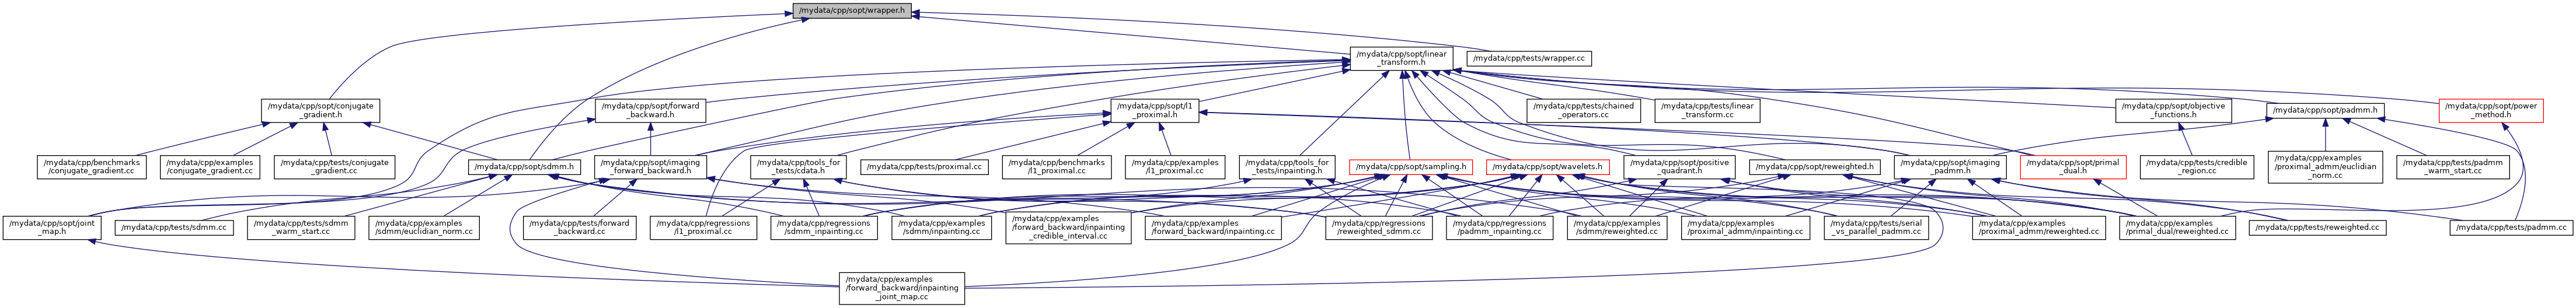 /mydata/cpp/sopt/wrapper.h
/mydata/cpp/sopt/linear
_transform.h
/mydata/cpp/tests/wrapper.cc
/mydata/cpp/sopt/conjugate
_gradient.h
/mydata/cpp/sopt/forward
_backward.h
/mydata/cpp/sopt/l1
_proximal.h
/mydata/cpp/tests/chained
_operators.cc
/mydata/cpp/tests/linear
_transform.cc
/mydata/cpp/sopt/objective
_functions.h
/mydata/cpp/sopt/padmm.h
/mydata/cpp/sopt/power
_method.h
/mydata/cpp/benchmarks
/conjugate_gradient.cc
/mydata/cpp/examples
/conjugate_gradient.cc
/mydata/cpp/tests/conjugate
_gradient.cc
/mydata/cpp/sopt/sdmm.h
/mydata/cpp/sopt/imaging
_forward_backward.h
/mydata/cpp/tools_for
_tests/cdata.h
/mydata/cpp/tests/proximal.cc
/mydata/cpp/benchmarks
/l1_proximal.cc
/mydata/cpp/examples
/l1_proximal.cc
/mydata/cpp/tools_for
_tests/inpainting.h
/mydata/cpp/sopt/sampling.h
/mydata/cpp/sopt/wavelets.h
/mydata/cpp/sopt/positive
_quadrant.h
/mydata/cpp/sopt/reweighted.h
/mydata/cpp/sopt/imaging
_padmm.h
/mydata/cpp/sopt/primal
_dual.h
/mydata/cpp/tests/credible
_region.cc
/mydata/cpp/examples
/proximal_admm/euclidian
_norm.cc
/mydata/cpp/tests/padmm
_warm_start.cc
/mydata/cpp/sopt/joint
_map.h
/mydata/cpp/tests/sdmm.cc
/mydata/cpp/tests/sdmm
_warm_start.cc
/mydata/cpp/examples
/sdmm/euclidian_norm.cc
/mydata/cpp/tests/forward
_backward.cc
/mydata/cpp/regressions
/l1_proximal.cc
/mydata/cpp/regressions
/sdmm_inpainting.cc
/mydata/cpp/examples
/sdmm/inpainting.cc
/mydata/cpp/examples
/forward_backward/inpainting
_credible_interval.cc
/mydata/cpp/examples
/forward_backward/inpainting.cc
/mydata/cpp/regressions
/reweighted_sdmm.cc
/mydata/cpp/regressions
/padmm_inpainting.cc
/mydata/cpp/examples
/sdmm/reweighted.cc
/mydata/cpp/examples
/proximal_admm/inpainting.cc
/mydata/cpp/tests/serial
_vs_parallel_padmm.cc
/mydata/cpp/examples
/proximal_admm/reweighted.cc
/mydata/cpp/examples
/primal_dual/reweighted.cc
/mydata/cpp/tests/reweighted.cc
/mydata/cpp/tests/padmm.cc
/mydata/cpp/examples
/forward_backward/inpainting
_joint_map.cc